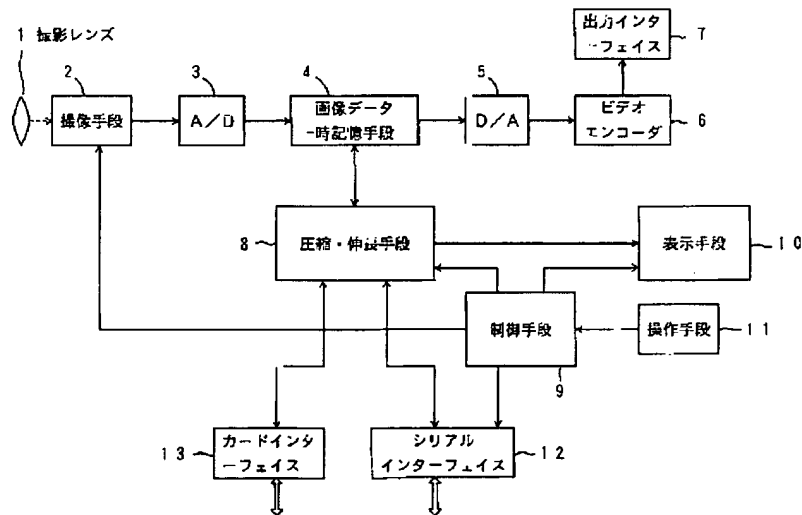 1 撮影レンズ
2
撮像手段
3
A/D
4
画像データ
一時記憶手段
5
D/A
出力インタ
ーフェイス
7
ビデオ
エンコーダ
6
8
圧縮・伸長手段
表示手段
10
制御手段
9
操作手段
11
13
カードインタ
ーフェイス
シリアル
インターフェイス
12